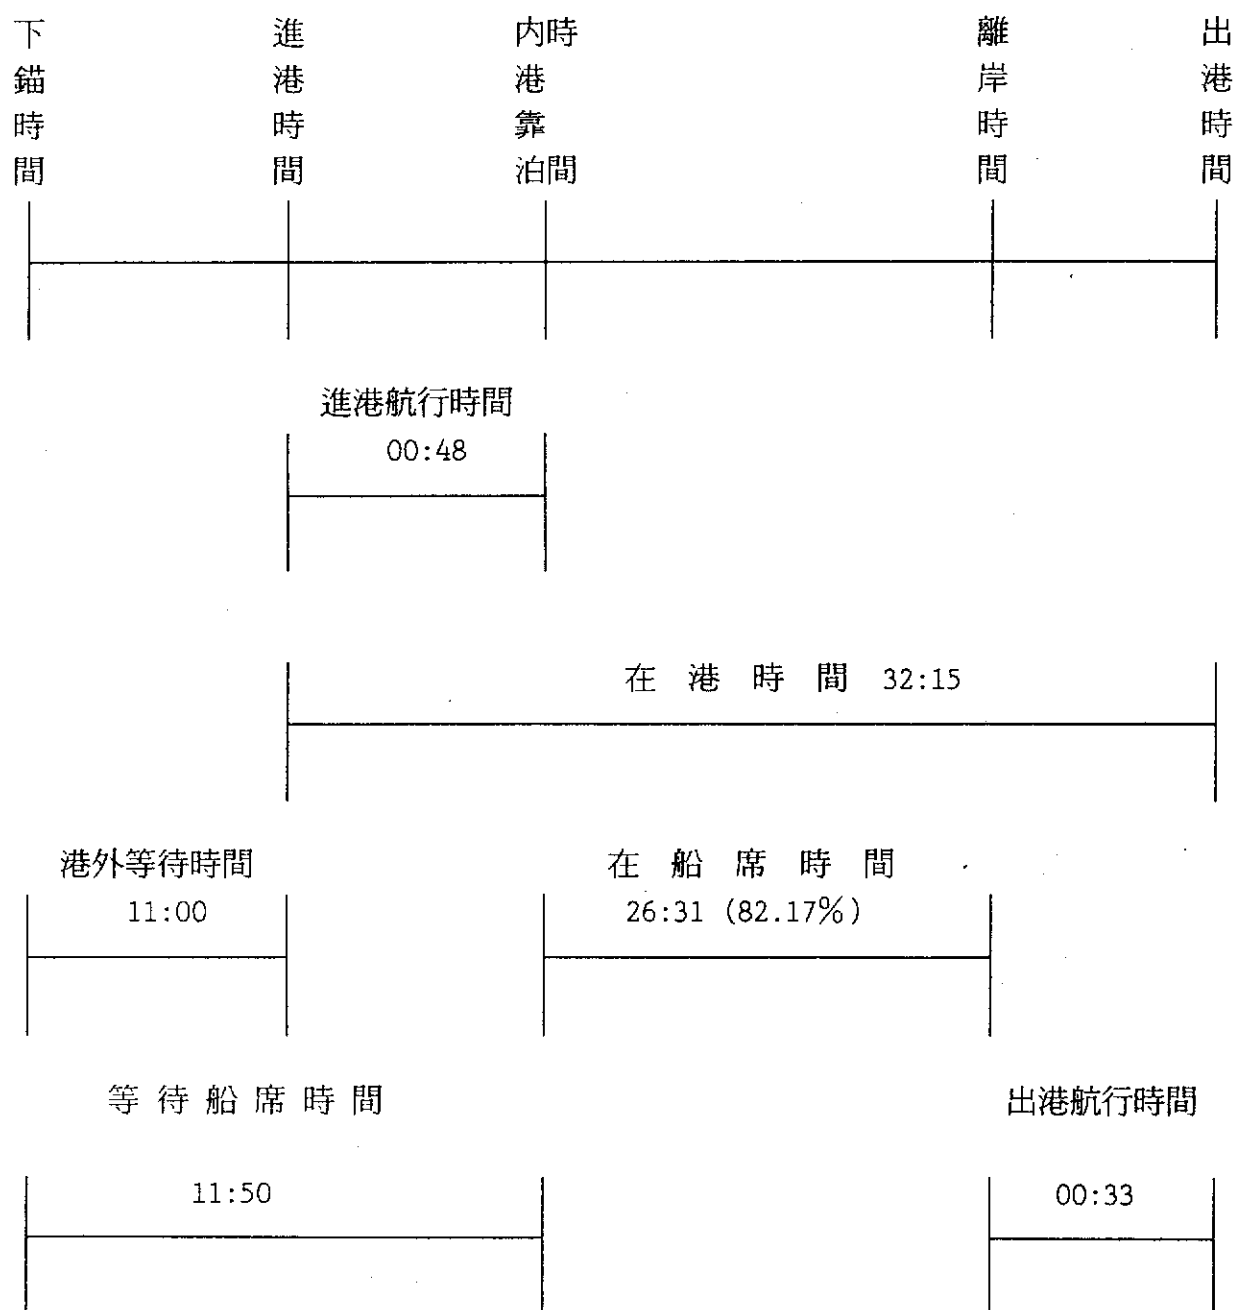 下錨時間
進港時間
内港靠泊時間
離岸時間
出港時間
進港航行時間
00:48
在港時間 32:15
港外等待時間
11:00
在船席時間
26:31 (82.17%)
等待船席時間
11:50
出港航行時間
00:33